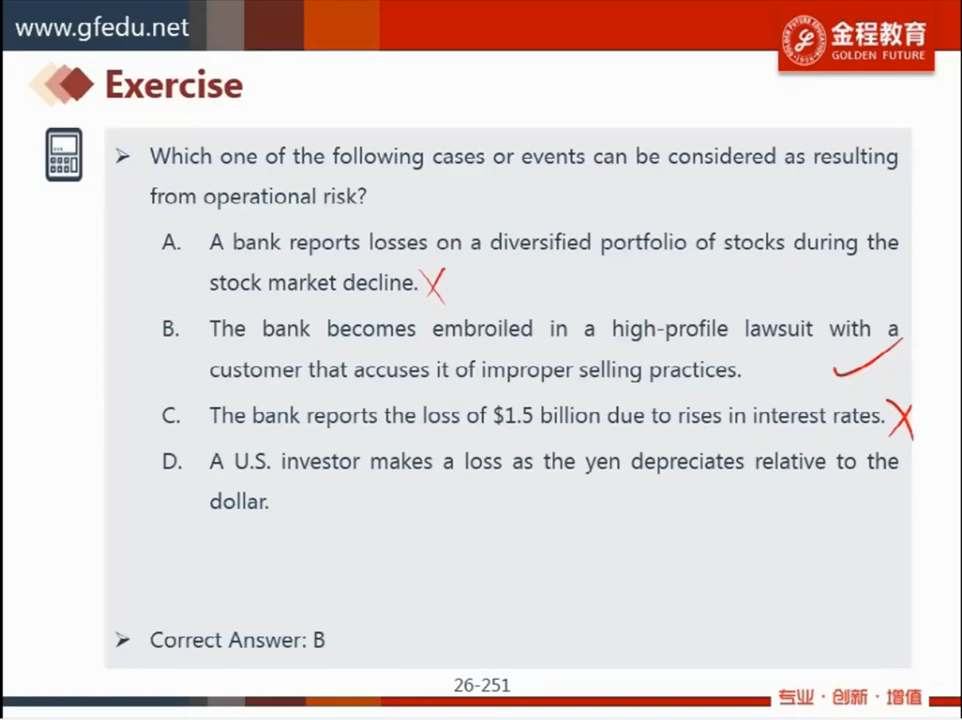 www.gfedu.net
金程教育
GOLDEN FUTURE
Exercise
Which one of the following cases or events can be considered as resulting
from operational risk?
A. A bank reports losses on a diversified portfolio of stocks during the
stock market decline.
B. The bank becomes embroiled in a high-profile lawsuit with a
customer that accuses it of improper selling practices.
C. The bank reports the loss of $1.5 billion due to rises in interest rates.
D. A U.S. investor makes a loss as the yen depreciates relative to the
dollar.
Correct Answer: B
26-251
专业·创新·增值